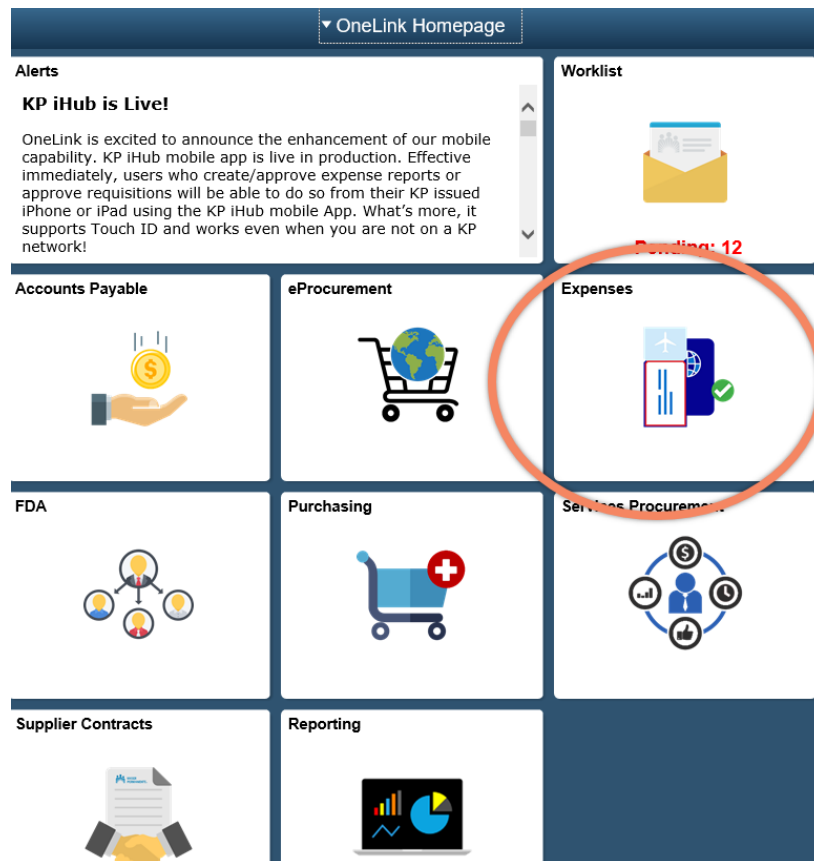 OneLink Homepage
Alerts
KP iHub is Live!
OneLink is excited to announce the enhancement of our mobile
capability. KP iHub mobile app is live in production. Effective
immediately, users who create/approve expense reports or
approve requisitions will be able to do so from their KP issued
iPhone or iPad using the KP iHub mobile App. What's more, it
supports Touch ID and works even when you are not on a KP
network!
Worklist
Pending: 12
Accounts Payable
eProcurement
Expenses
FDA
Purchasing
Services Procurement
Supplier Contracts
Reporting